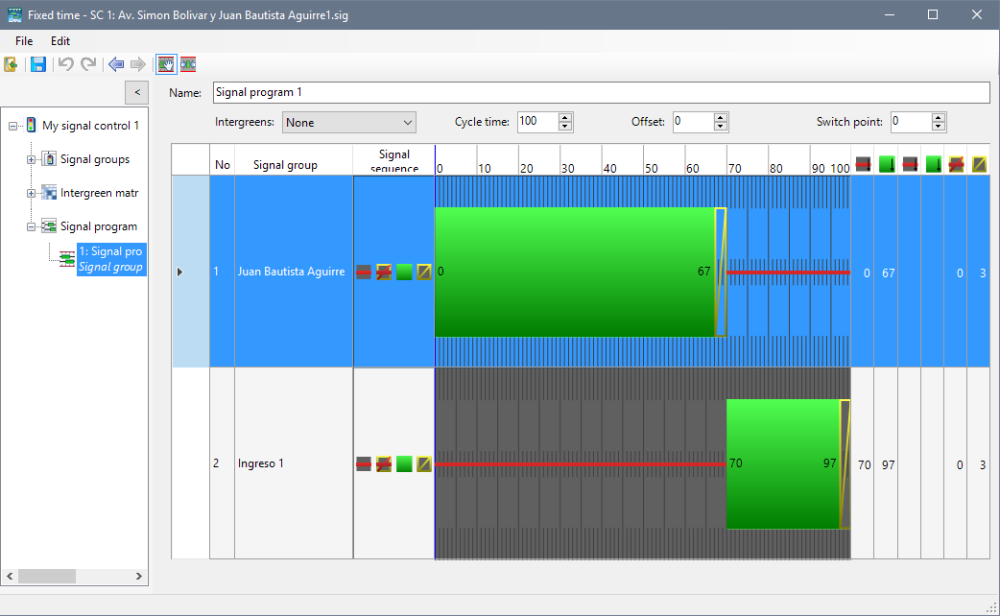 Fixed time - SC 1: Av. Simon Bolivar y Juan Bautista Aguirre1.sig
File Edit
<
Name: Signal program 1
Intergreens: None Cycle time: 100 Offset: 0 Switch point: 0
My signal control 1
Signal groups
Intergreen matr
Signal program
1: Signal pro
Signal group
No Signal group Signal sequence 0 10 20 30 40 50 60 70 80 90 100
1 Juan Bautista Aguirre 0 67 0 67 0 3
2 Ingreso 1 70 97 70 97 0 3